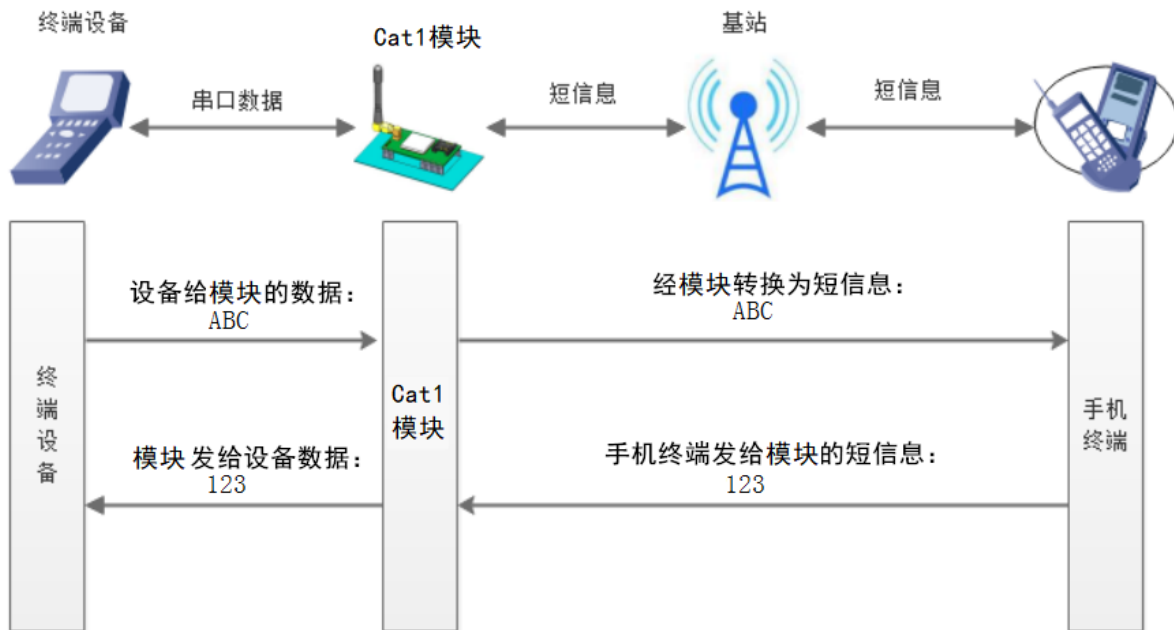 终端设备
Cat1模块
基站
串口数据
短信息
短信息
设备给模块的数据:
ABC
经模块转换为短信息:
ABC
终端设备
Cat1
模块
手机
终端
模块 发给设备数据:
123
手机终端发给模块的短信息:
123